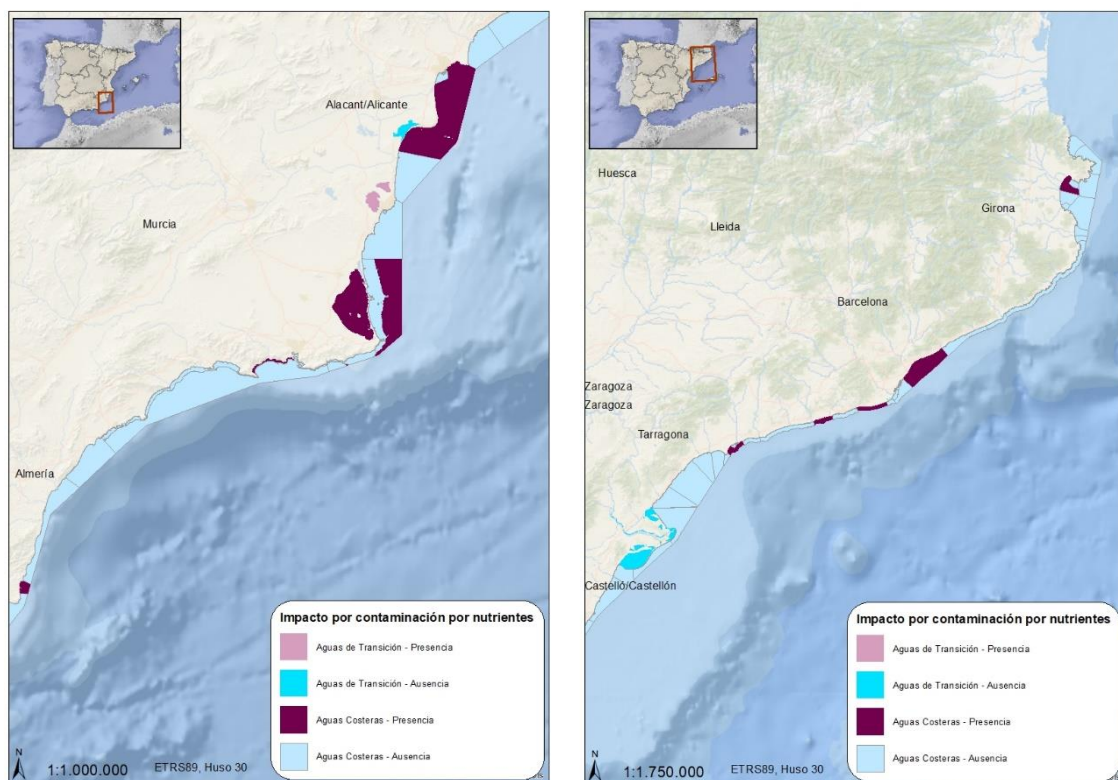 Alacant/Alicante
Murcia
Almería
Impacto por contaminación por nutrientes
Aguas de Transición - Presencia
Aguas de Transición - Ausencia
Aguas Costeras - Presencia
Aguas Costeras - Ausencia
N
1:1.000.000
ETRS89, Huso 30
Huesca
Girona
Lleida
Barcelona
Zaragoza
Zaragoza
Tarragona
Castelló/Castellón
Impacto por contaminación por nutrientes
Aguas de Transición - Presencia
Aguas de Transición - Ausencia
Aguas Costeras - Presencia
Aguas Costeras - Ausencia
N
1:1.750.000
ETRS89, Huso 30